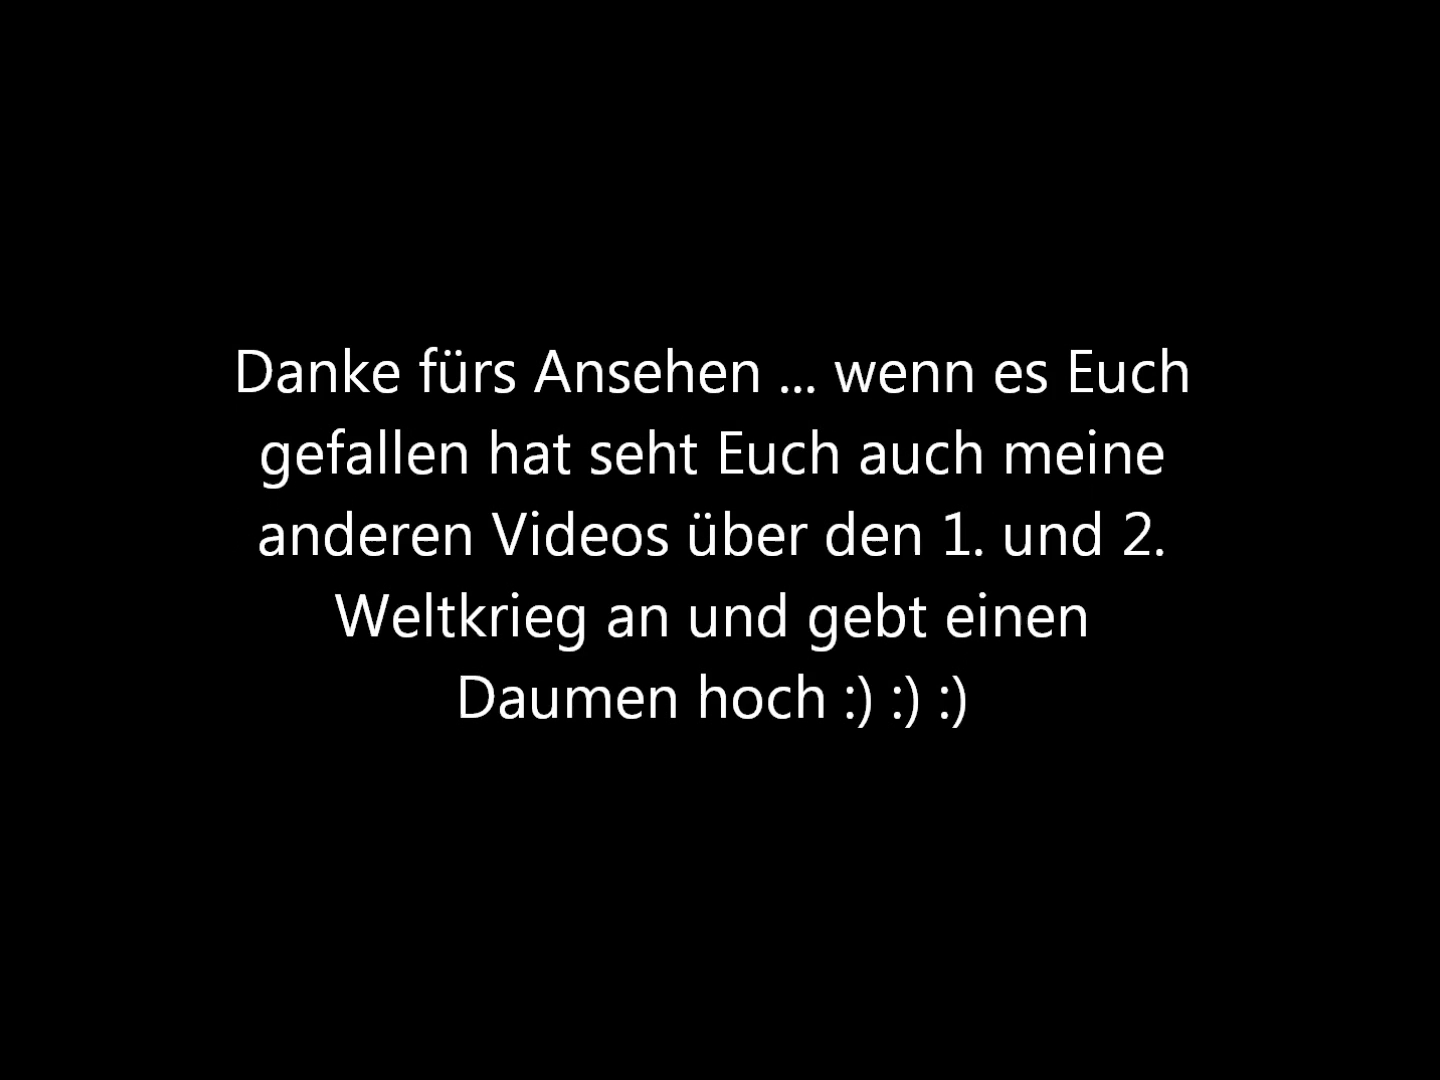 Danke fürs Ansehen ... wenn es Euch
gefallen hat seht Euch auch meine
anderen Videos über den 1. und 2.
Weltkrieg an und gebt einen
Daumen hoch :) :) :)